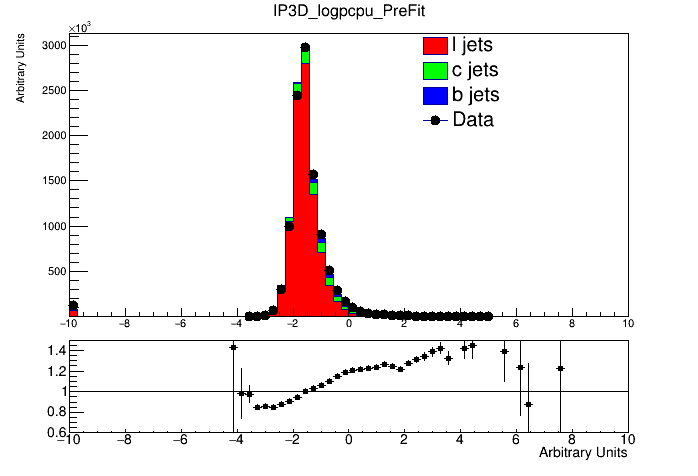 IP3D_logpcpu_PreFit
×10³
Arbitrary Units
3000
2500
2000
1500
1000
500
l jets
c jets
b jets
Data
−10 −8 −6 −4 −2 0 2 4 6 8 10
1.4
1.2
1
0.8
0.6
−10 −8 −6 −4 −2 0 2 4 6 8 10
Arbitrary Units